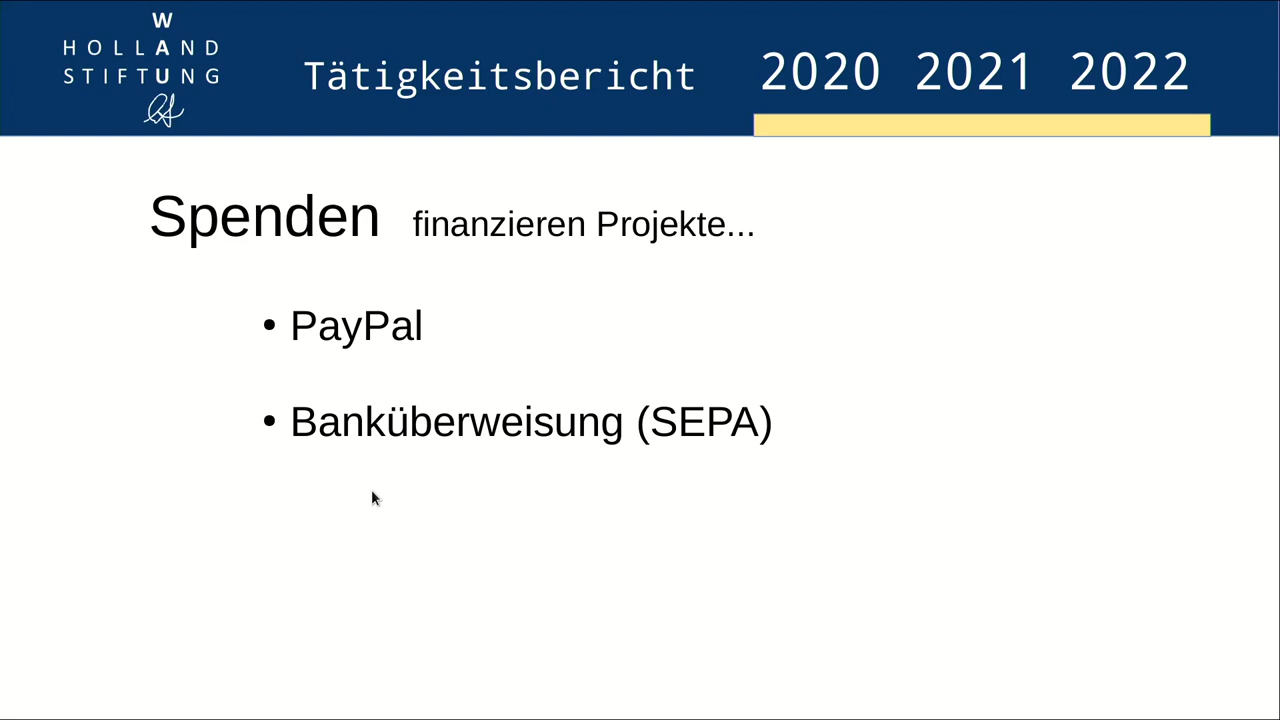 W
HOLLAND
STIFTUNG
Tätigkeitsbericht
2020 2021 2022
Spenden finanzieren Projekte...
• PayPal
• Banküberweisung (SEPA)